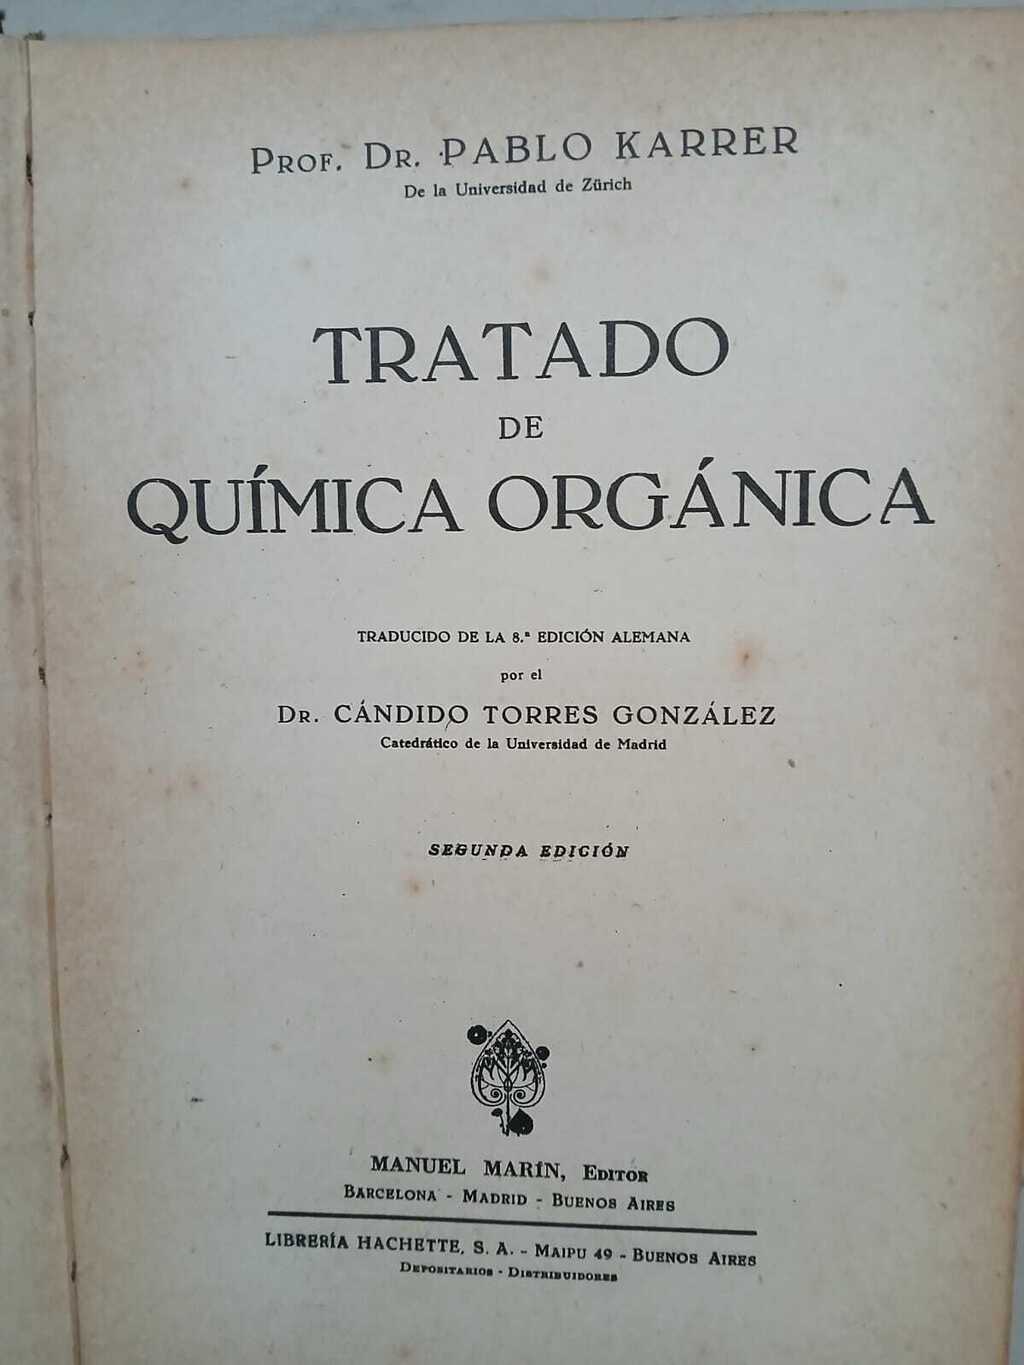 PROF. DR. PABLO KARRER
De la Universidad de Zürich
TRATADO
DE
QUÍMICA ORGÁNICA
TRADUCIDO DE LA 8.ª EDICIÓN ALEMANA
por el
DR. CÁNDIDO TORRES GONZÁLEZ
Catedrático de la Universidad de Madrid
SEGUNDA EDICIÓN
MANUEL MARÍN, EDITOR
BARCELONA - MADRID - BUENOS AIRES
LIBRERÍA HACHETTE, S. A. - MAIPU 49 - BUENOS AIRES
DEPOSITARIOS - DISTRIBUIDORES